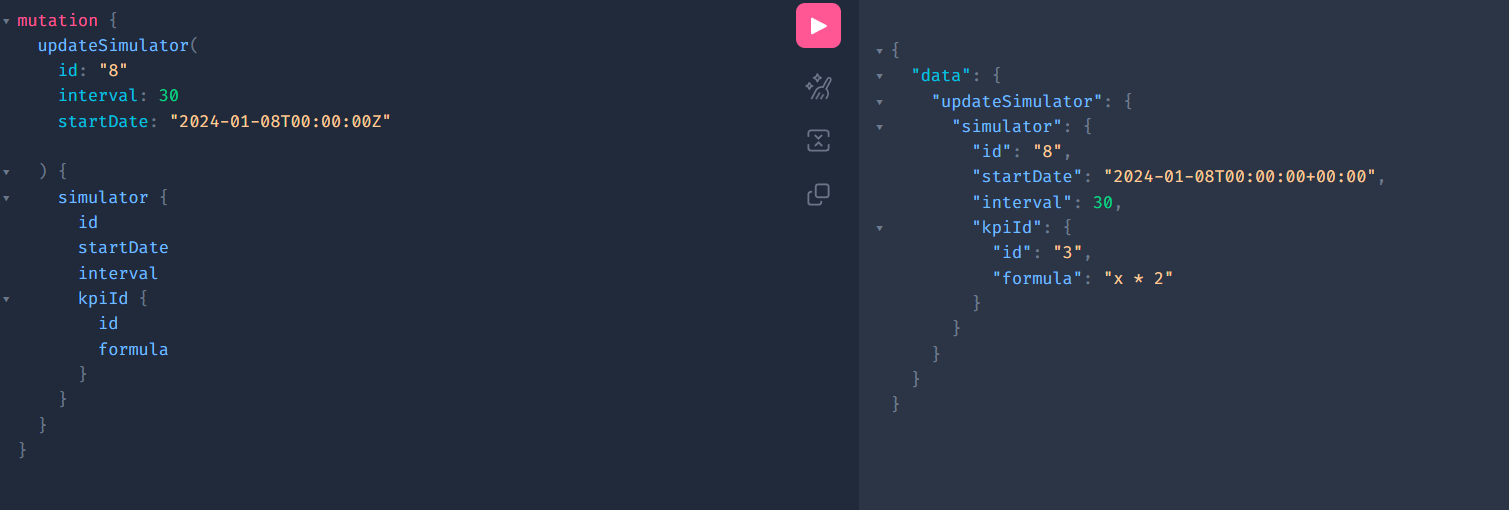 mutation {
  updateSimulator(
    id: "8"
    interval: 30
    startDate: "2024-01-08T00:00:00Z"

  ) {
    simulator {
      id
      startDate
      interval
      kpiId {
        id
        formula
      }
    }
  }
}
{
  "data": {
    "updateSimulator": {
      "simulator": {
        "id": "8",
        "startDate": "2024-01-08T00:00:00+00:00",
        "interval": 30,
        "kpiId": {
          "id": "3",
          "formula": "x * 2"
        }
      }
    }
  }
}